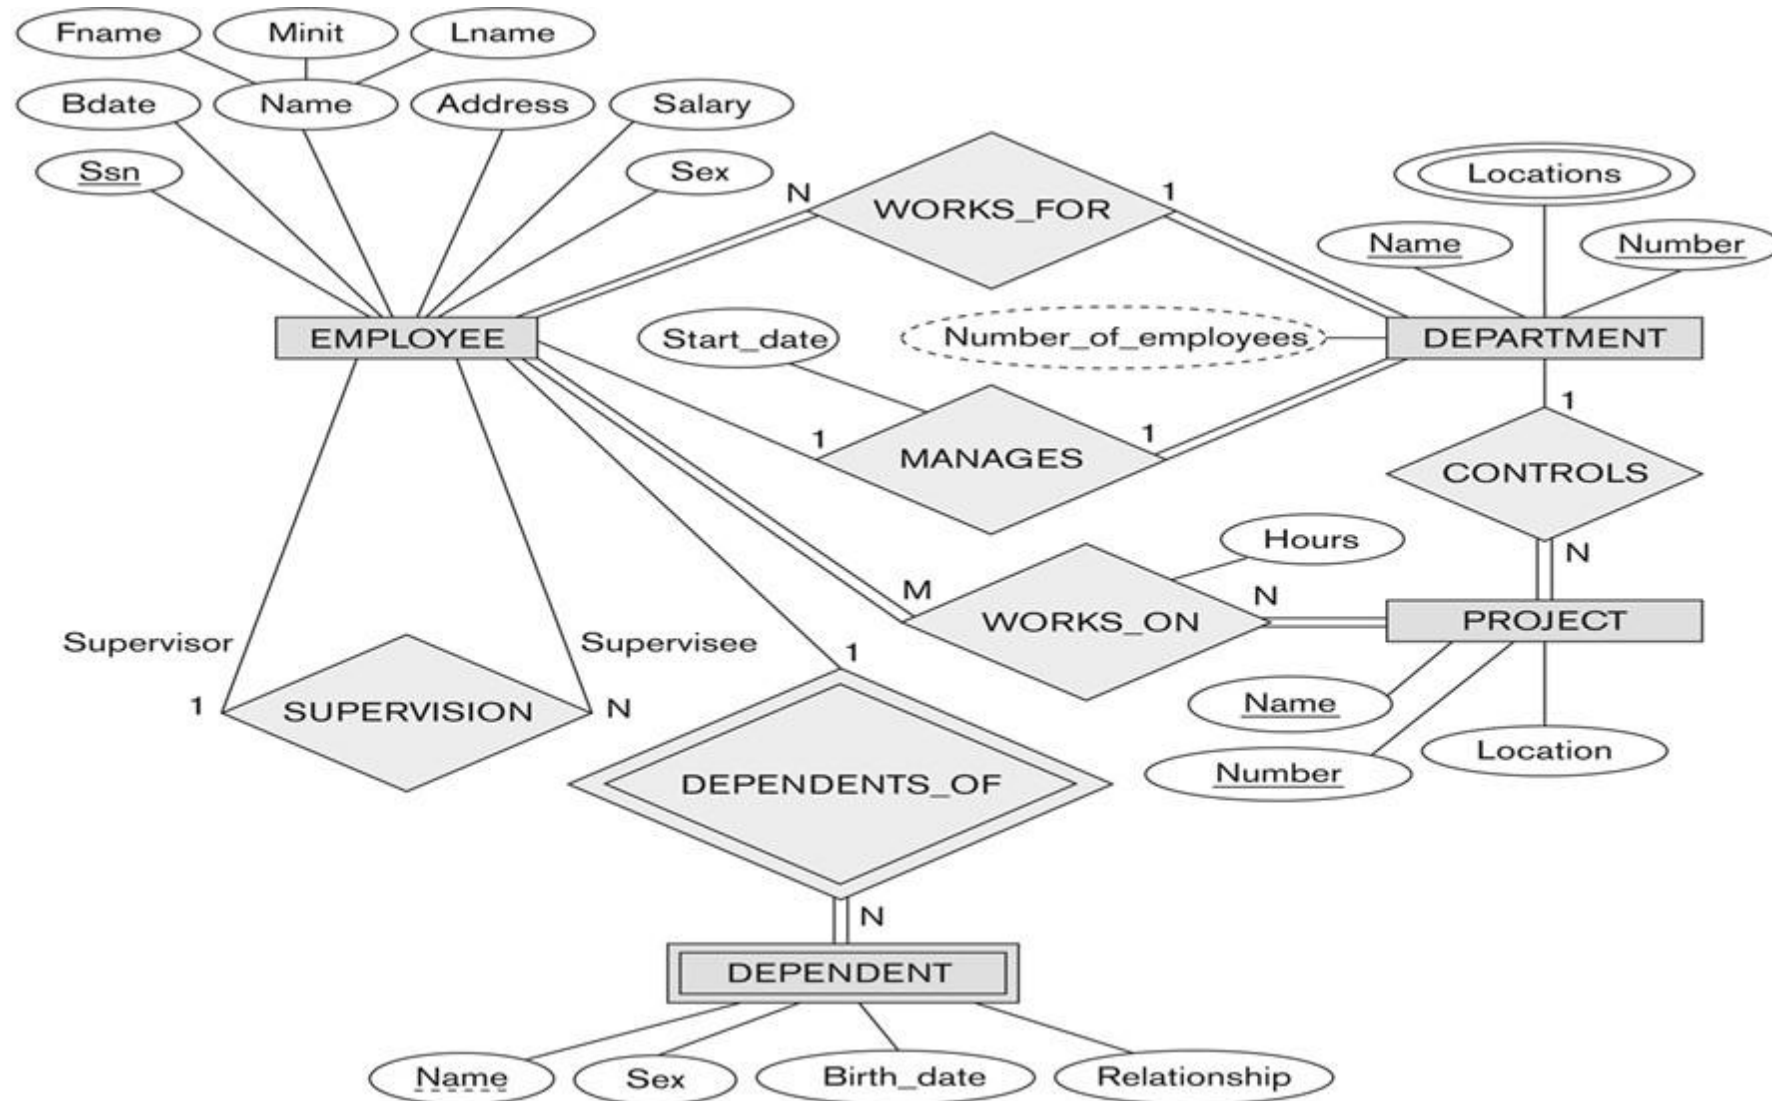 Fname
Minit
Lname
Bdate
Name
Address
Salary
Ssn
Sex
N
WORKS_FOR
1
Locations
Name
Number
EMPLOYEE
Start_date
Number_of_employees
DEPARTMENT
1
MANAGES
1
1
CONTROLS
N
Hours
M
WORKS_ON
N
PROJECT
Name
Number
Location
Supervisor
Supervisee
1
SUPERVISION
N
1
DEPENDENTS_OF
N
DEPENDENT
Name
Sex
Birth_date
Relationship